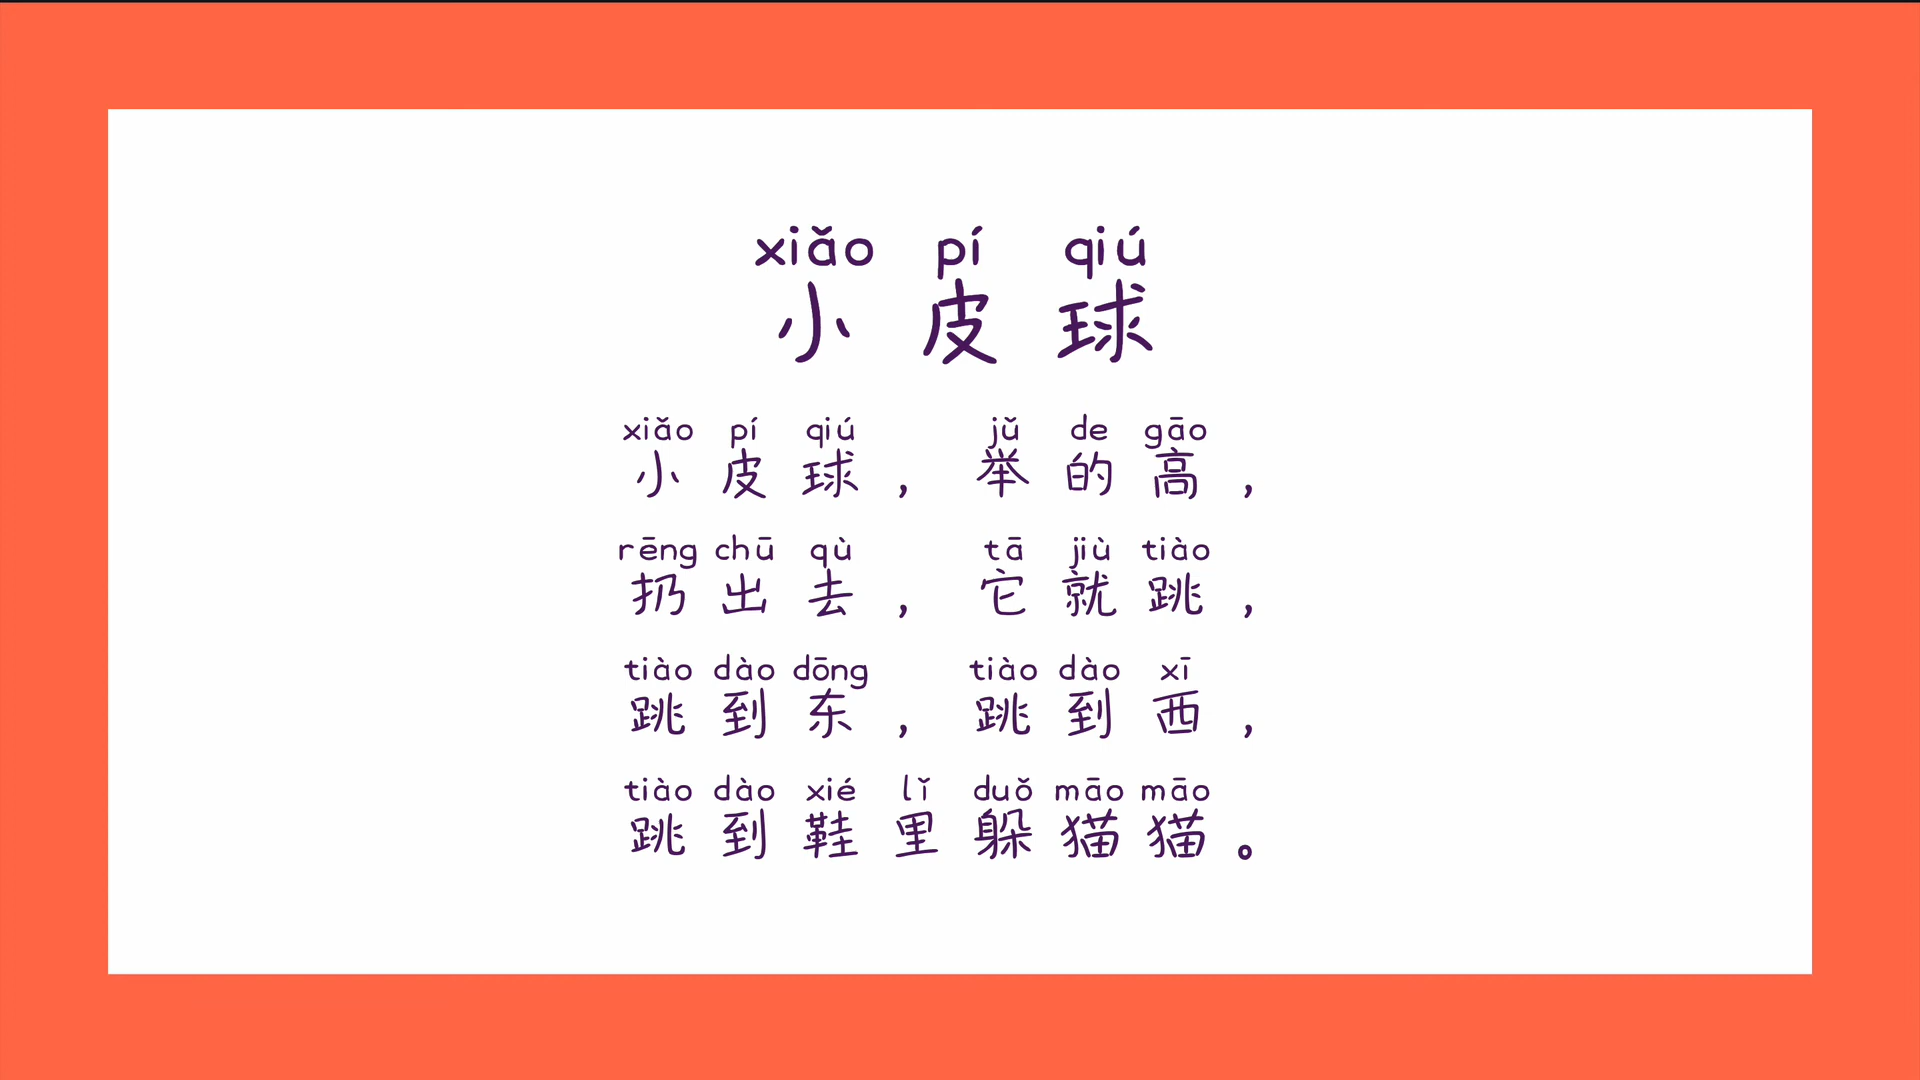 xiǎo pí qiú
小皮球
xiǎo pí qiú jǔ de gāo
小皮球，举的高，
rēng chū qù tā jiù tiào
扔出去，它就跳，
tiào dào dōng tiào dào xī
跳到东，跳到西，
tiào dào xié lǐ duǒ māo māo
跳到鞋里躲猫猫。